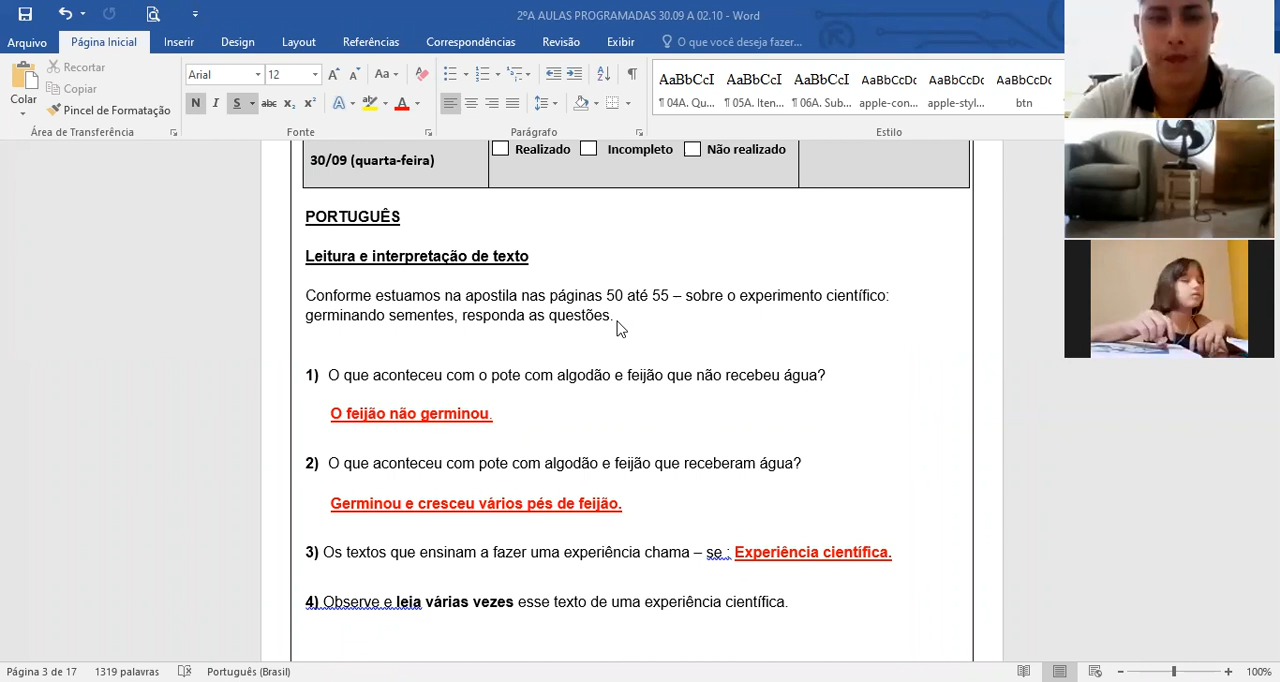 2ºA AULAS PROGRAMADAS 30.09 A 02.10 - Word
Arquivo Página Inicial Inserir Design Layout Referências Correspondências Revisão Exibir O que você deseja fazer...
Colar
Recortar
Copiar
Pincel de Formatação
Arial 12
N I S abc x₂ x²
AaBbCcI AaBbCcI AaBbCcI AaBbCcDc AaBbCcDc AaBbCcDc
¶ 04A. Qu... ¶ 05A. Iten... ¶ 06A. Sub... apple-con... apple-styl... btn
Área de Transferência Fonte Parágrafo Estilo
30/09 (quarta-feira) Realizado Incompleto Não realizado
PORTUGUÊS
Leitura e interpretação de texto
Conforme estuamos na apostila nas páginas 50 até 55 – sobre o experimento científico:
germinando sementes, responda as questões.
1) O que aconteceu com o pote com algodão e feijão que não recebeu água?
O feijão não germinou.
2) O que aconteceu com pote com algodão e feijão que receberam água?
Germinou e cresceu vários pés de feijão.
3) Os textos que ensinam a fazer uma experiência chama – se : Experiência científica.
4) Observe e leia várias vezes esse texto de uma experiência científica.
Página 3 de 17 1319 palavras Português (Brasil) 100%